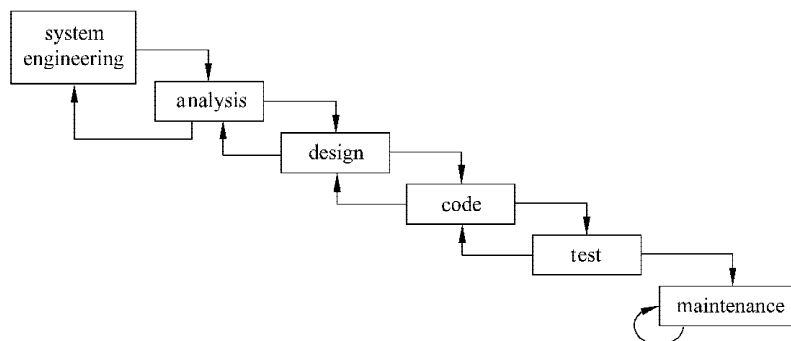 system
engineering
analysis
design
code
test
maintenance